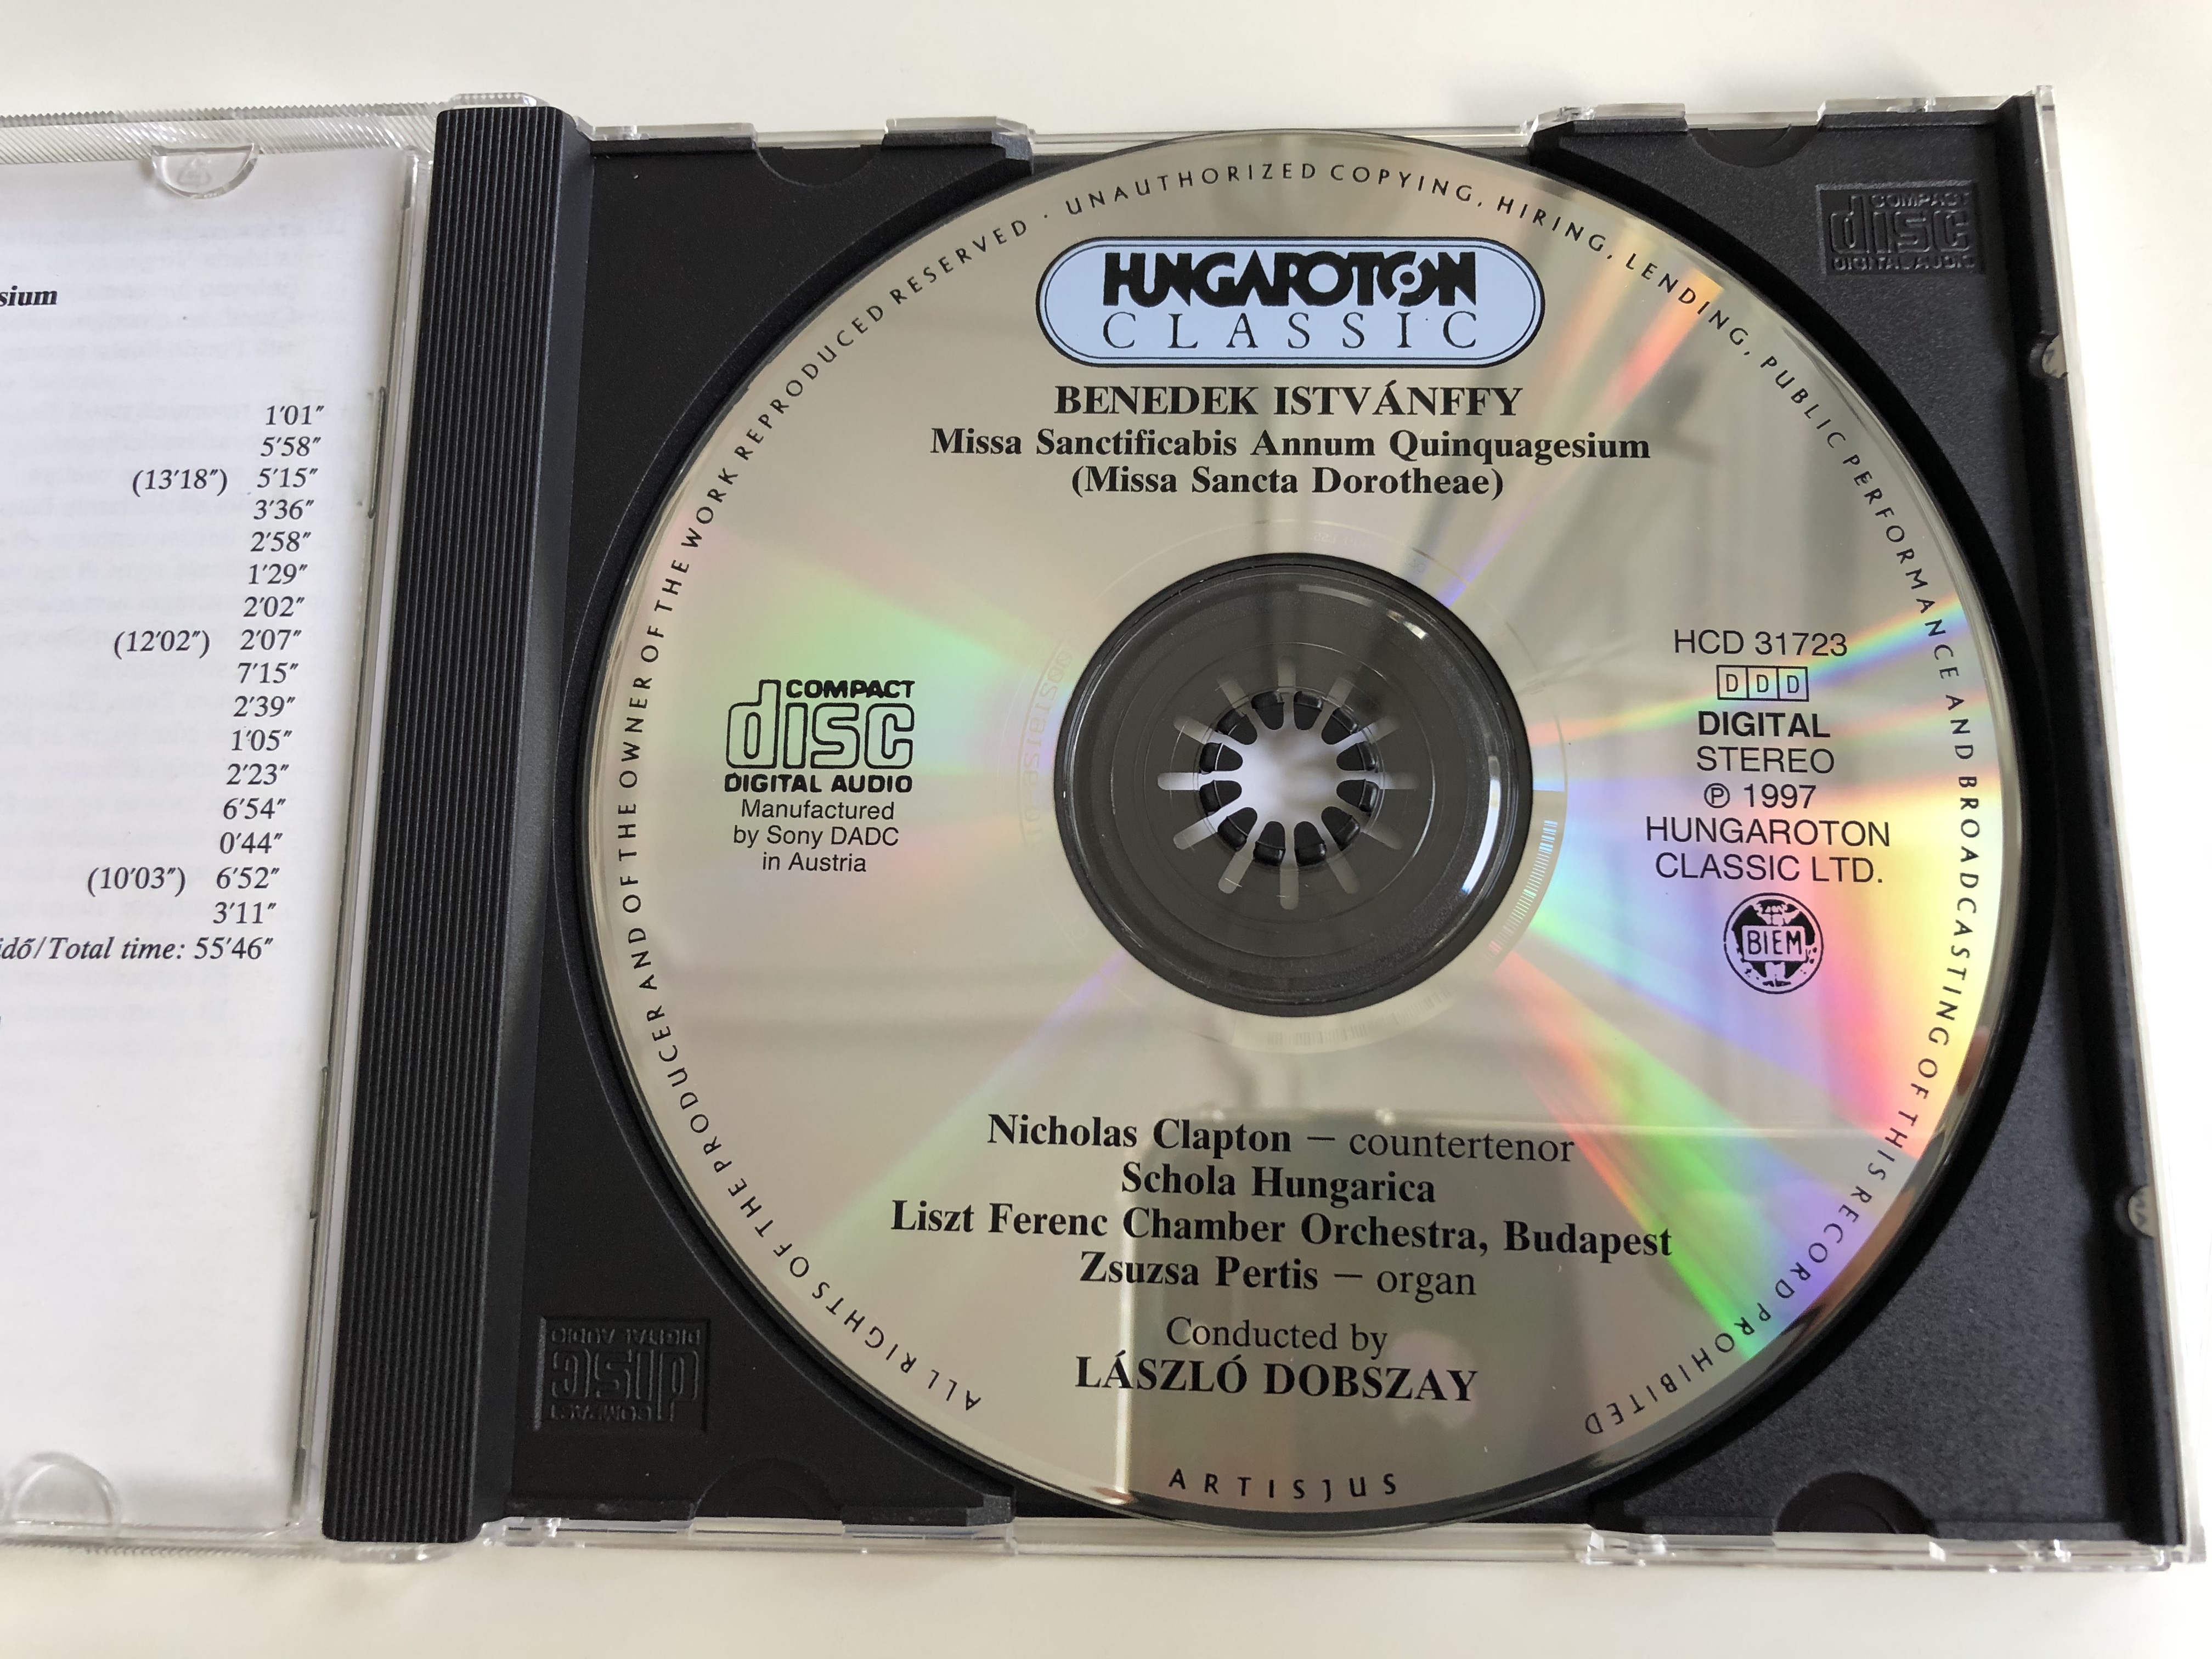 sium
1′01″
5′58″
(13′18″) 5′15″
3′36″
2′58″
1′29″
2′02″
(12′02″) 2′07″
7′15″
2′39″
1′05″
2′23″
6′54″
0′44″
(10′03″) 6′52″
3′11″
idő/Total time: 55′46″
ALL RIGHTS OF THE PRODUCER AND OF THE OWNER OF THE WORK REPRODUCED RESERVED · UNAUTHORIZED COPYING, HIRING, LENDING, PUBLIC PERFORMANCE AND BROADCASTING OF THIS RECORD PROHIBITED
HUNGAROTON
CLASSIC
BENEDEK ISTVÁNFFY
Missa Sanctificabis Annum Quinquagesium
(Missa Sancta Dorotheae)
COMPACT
disc
DIGITAL AUDIO
Manufactured
by Sony DADC
in Austria
HCD 31723
DDD
DIGITAL
STEREO
℗ 1997
HUNGAROTON
CLASSIC LTD.
BIEM
Nicholas Clapton – countertenor
Schola Hungarica
Liszt Ferenc Chamber Orchestra, Budapest
Zsuzsa Pertis – organ
Conducted by
LÁSZLÓ DOBSZAY
ARTISJUS
COMPACT
disc
DIGITAL AUDIO
COMPACT
disc
DIGITAL AUDIO